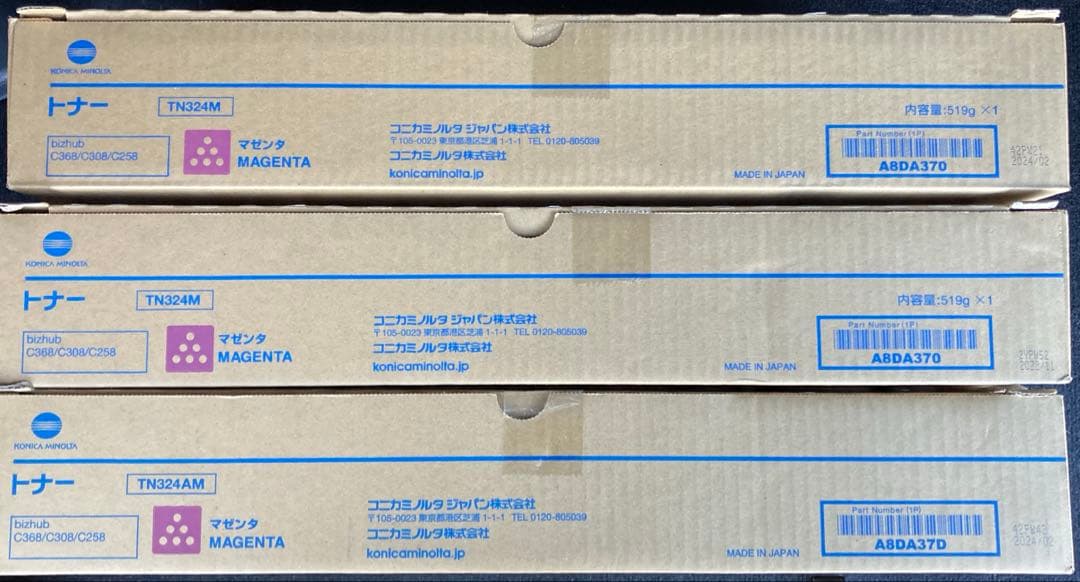 KONICA MINOLTA
トナー
TN324M
内容量:519g ×1
bizhub
C368/C308/C258
マゼンタ
MAGENTA
コニカミノルタ ジャパン株式会社
〒105-0023 東京都港区芝浦 1-1-1 TEL 0120-805039
コニカミノルタ株式会社
konicaminolta.jp
MADE IN JAPAN
Part Number(1P)
A8DA370
42PM21
2024/02
KONICA MINOLTA
トナー
TN324M
内容量:519g ×1
bizhub
C368/C308/C258
マゼンタ
MAGENTA
コニカミノルタ ジャパン株式会社
〒105-0023 東京都港区芝浦 1-1-1 TEL 0120-805039
コニカミノルタ株式会社
konicaminolta.jp
MADE IN JAPAN
Part Number(1P)
A8DA370
KONICA MINOLTA
トナー
TN324AM
bizhub
C368/C308/C258
マゼンタ
MAGENTA
コニカミノルタ ジャパン株式会社
〒105-0023 東京都港区芝浦 1-1-1 TEL 0120-805039
コニカミノルタ株式会社
konicaminolta.jp
MADE IN JAPAN
Part Number(1P)
A8DA37D
2024/02